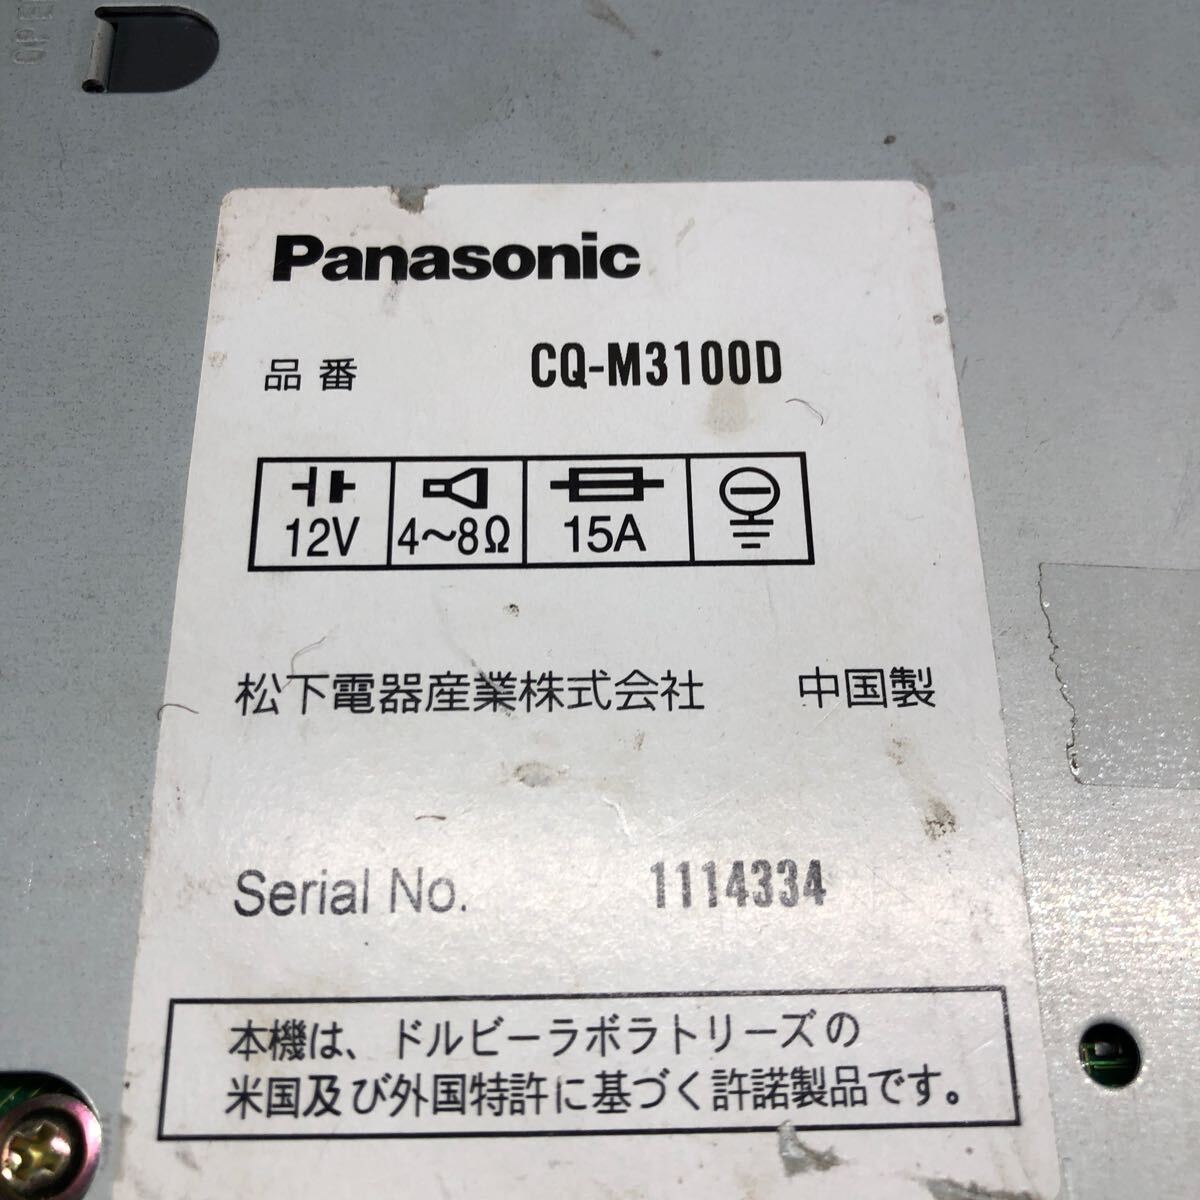 OPE
Panasonic
品番 CQ-M3100D
12V 4〜8Ω 15A
松下電器産業株式会社 中国製
Serial No. 1114334
本機は、ドルビーラボラトリーズの
米国及び外国特許に基づく許諾製品です。